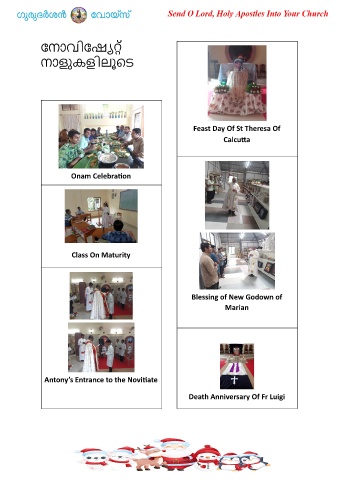 ഗുരുദർശൻ വോയ്സ്
Send O Lord, Holy Apostles Into Your Church
നോവിഷ്യേറ്റ്
നാളുകളിലൂടെ
Onam Celebration
Class On Maturity
Antony's Entrance to the Novitiate
Feast Day Of St Theresa Of
Calcutta
Blessing of New Godown of
Marian
Death Anniversary Of Fr Luigi